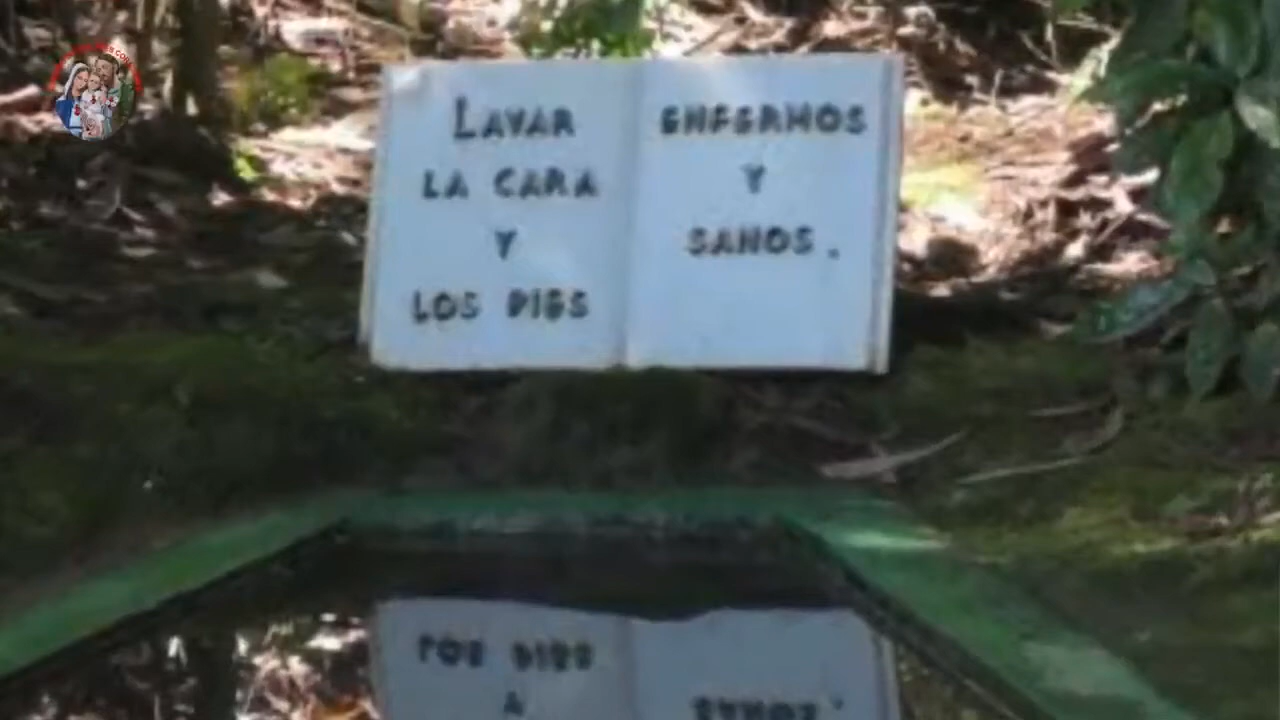 LAVAR
LA CARA
Y
LOS PIES
ENFERMOS
Y
SANOS.